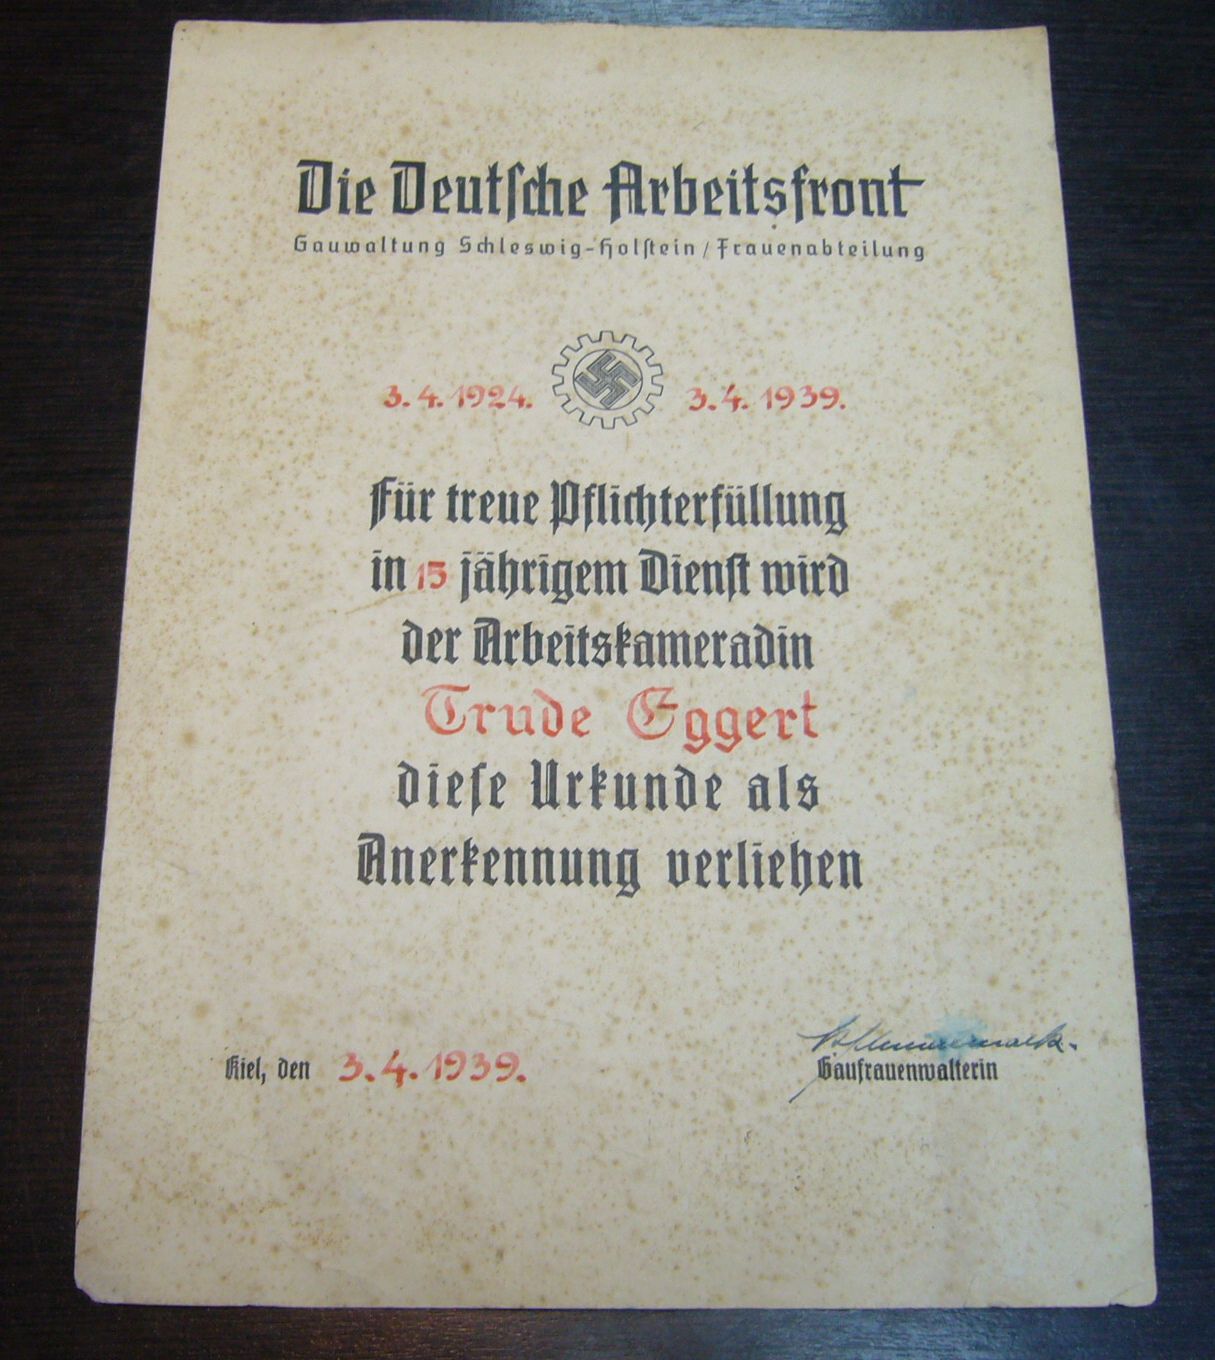 Die Deutſche Arbeitsfront
Gauwaltung Schleswig-Holſtein / Frauenabteilung
3. 4. 1924. 3. 4. 1939.
Für treue Pflichterfüllung
in 15 jährigem Dienſt wird
der Arbeitskameradin
Trude Eggert
dieſe Urkunde als
Anerkennung verliehen
Kiel, den 3. 4. 1939.
Gaufrauenwalterin